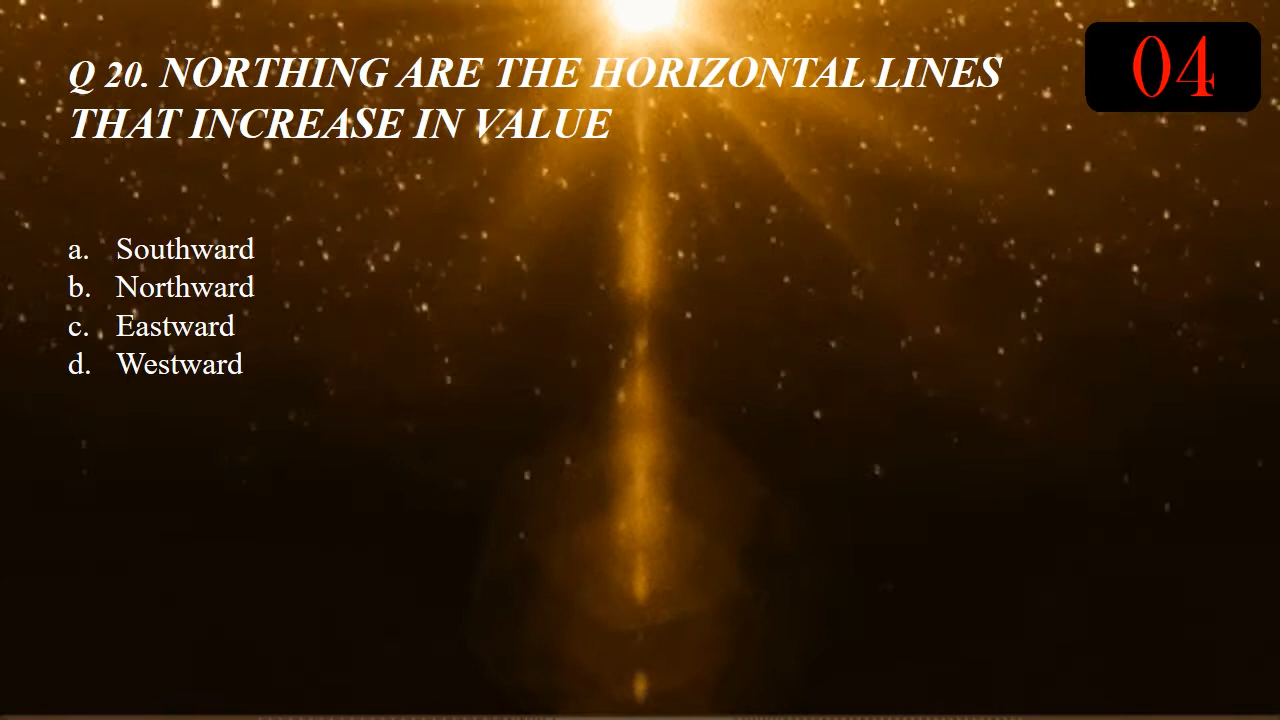 Q 20. NORTHING ARE THE HORIZONTAL LINES
THAT INCREASE IN VALUE
04
a. Southward
b. Northward
c. Eastward
d. Westward